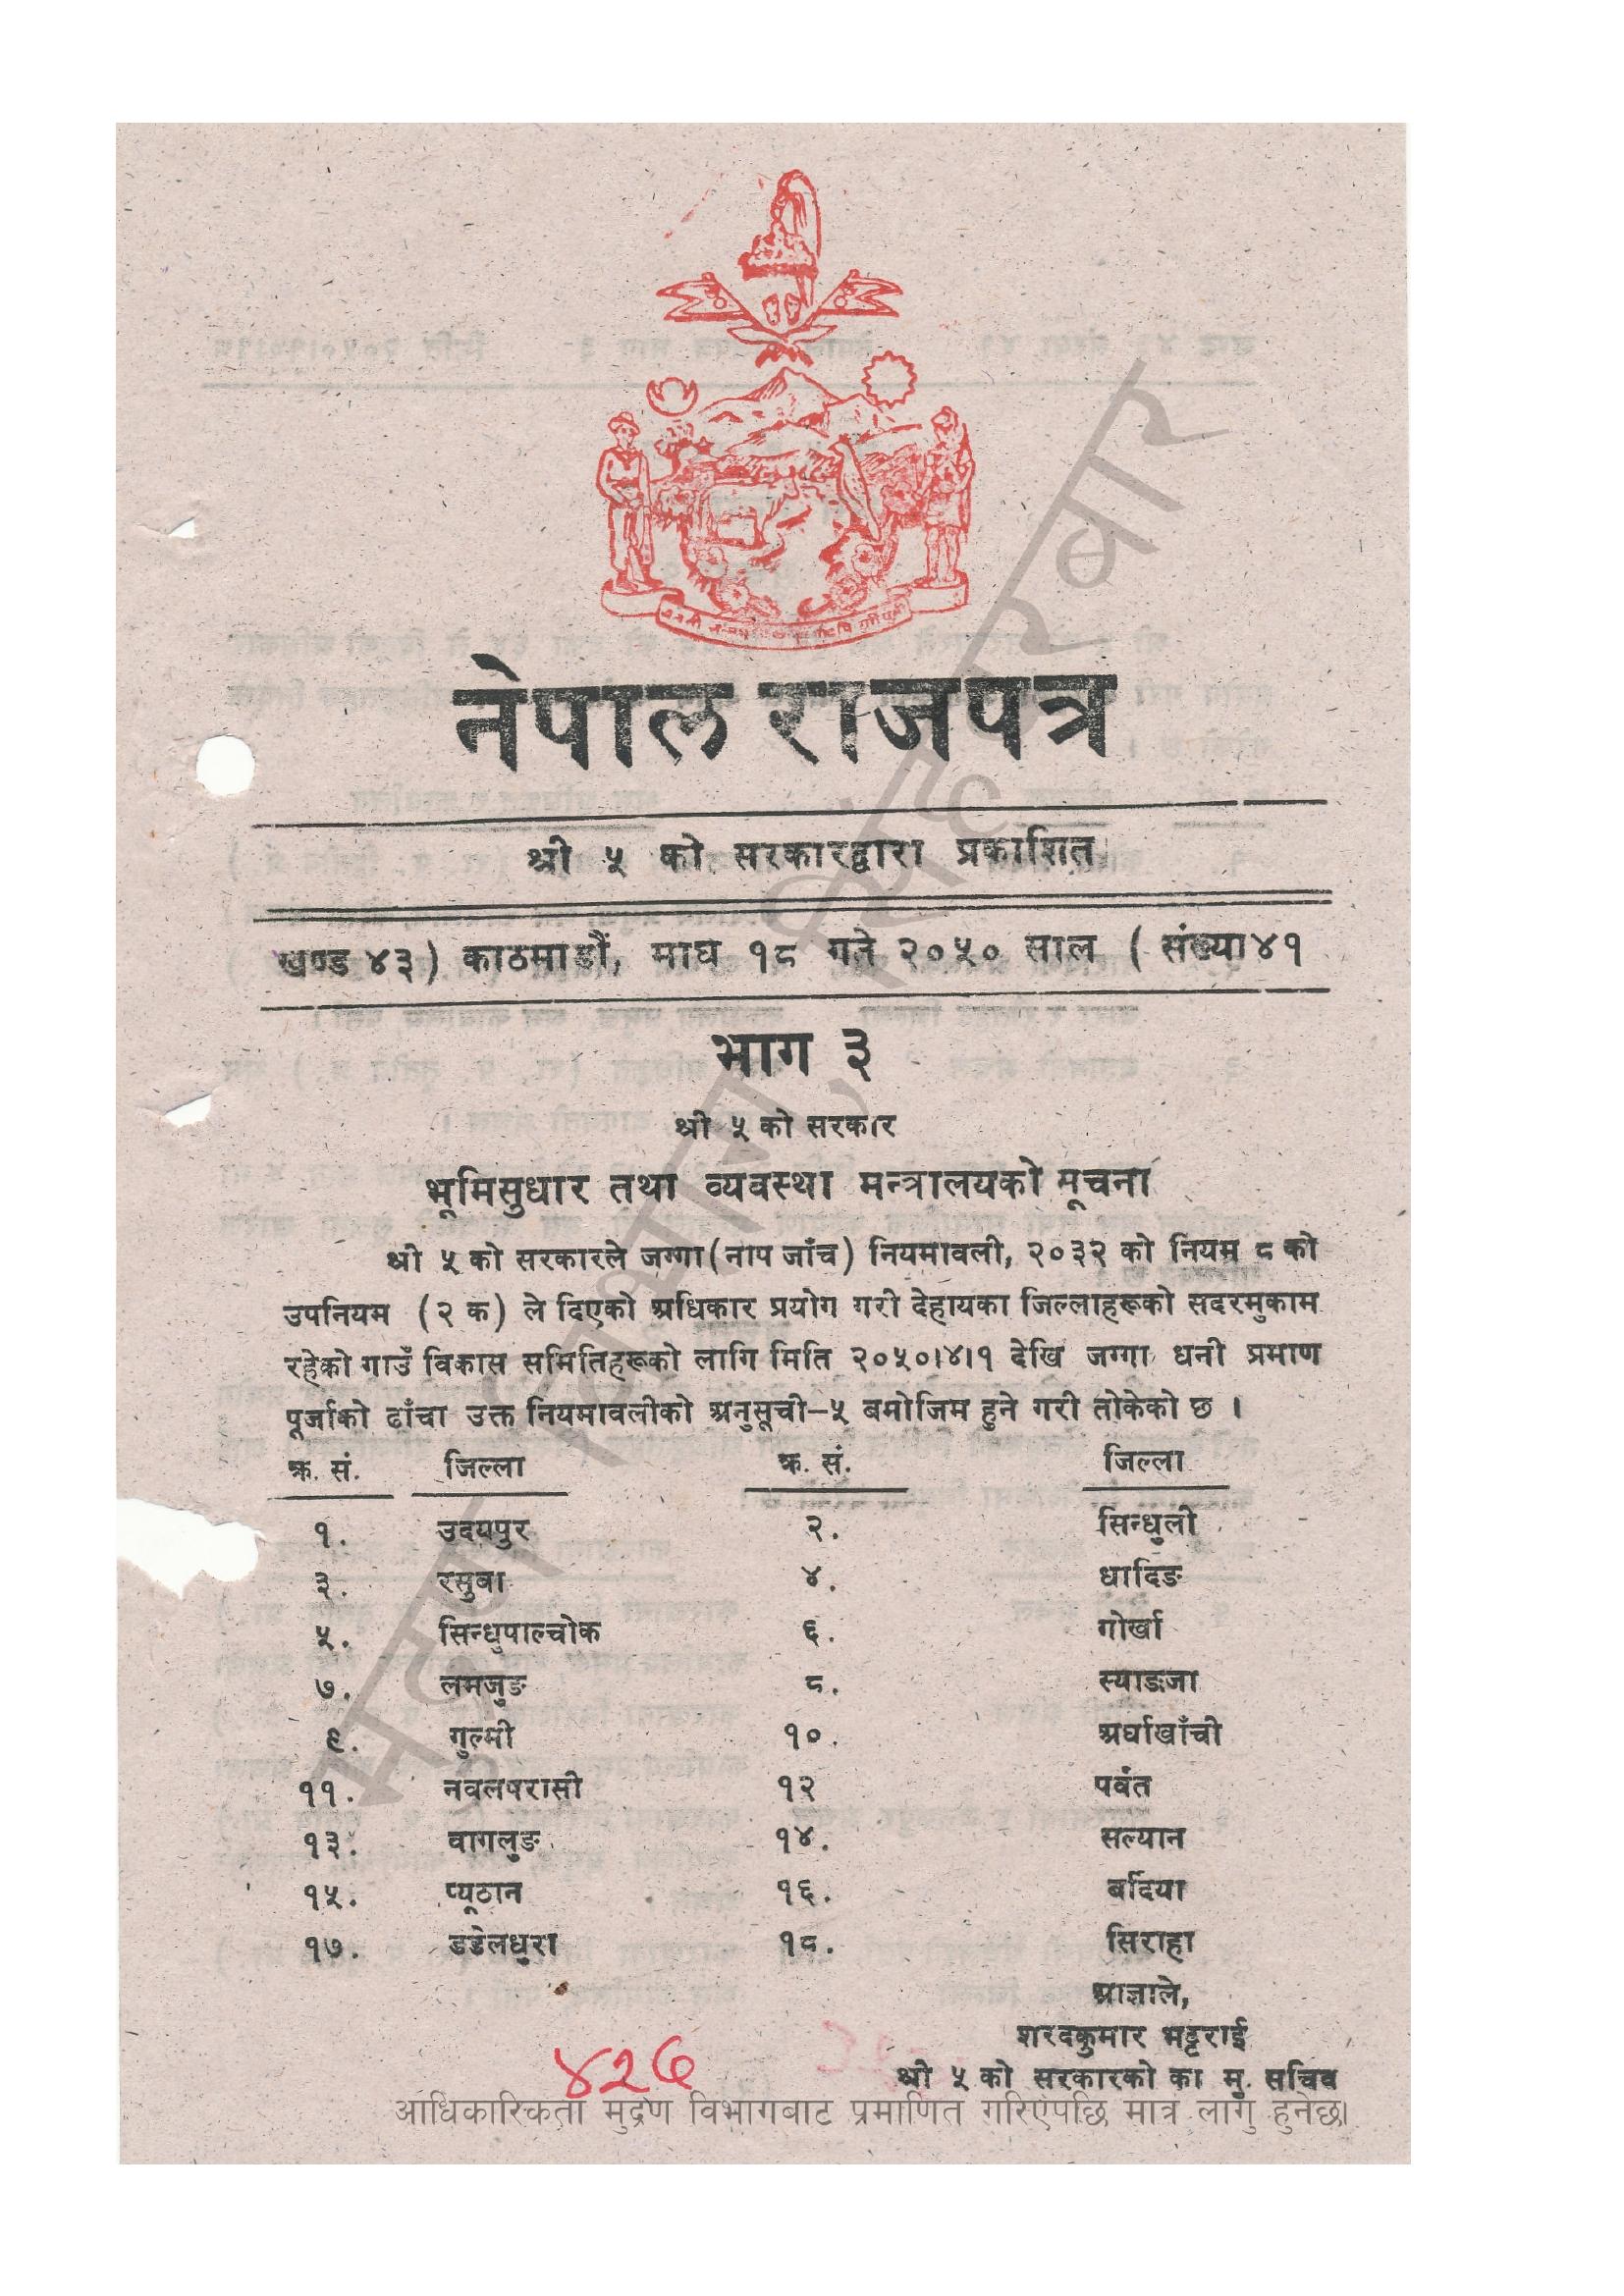 नेपाल राजपत्र
श्री ५ को सरकारद्वारा प्रकाशित
खण्ड ४३) काठमाडौं, माघ १८ गते २०५० साल ( संख्या ४१
भाग ३
श्री ५ को सरकार
भूमिसुधार तथा व्यवस्था मन्त्रालयको सूचना
श्री ५ को सरकारले जग्गा (नाप जाँच) नियमावली, २०३२ को नियम ८ को
उपनियम (२ क) ले दिएको अधिकार प्रयोग गरी देहायका जिल्लाहरूको सदरमुकाम
रहेको गाउँ विकास समितिहरूको लागि मिति २०५०।४।१ देखि जग्गा धनी प्रमाण
पूर्जाको ढाँचा उक्त नियमावलीको अनुसूची–५ बमोजिम हुने गरी तोकेको छ ।
क्र. सं. जिल्ला क्र. सं. जिल्ला
१. उदयपुर २. सिन्धुली
३. रसुवा ४. धादिङ
५. सिन्धुपाल्चोक ६. गोर्खा
७. लमजुङ ८. स्याङजा
९. गुल्मी १०. अर्घाखाँची
११. नवलपरासी १२ पर्वत
१३. वागलुङ १४. सल्यान
१५. प्यूठान १६. बर्दिया
१७. डडेलधुरा १८. सिराहा
आज्ञाले,
शरदकुमार भट्टराई
श्री ५ को सरकारको का मु. सचिव
४२७
आधिकारिकता मुद्रण विभागबाट प्रमाणित गरिएपछि मात्र लागु हुनेछ।
मुद्रण विभाग, सिंहदरवार